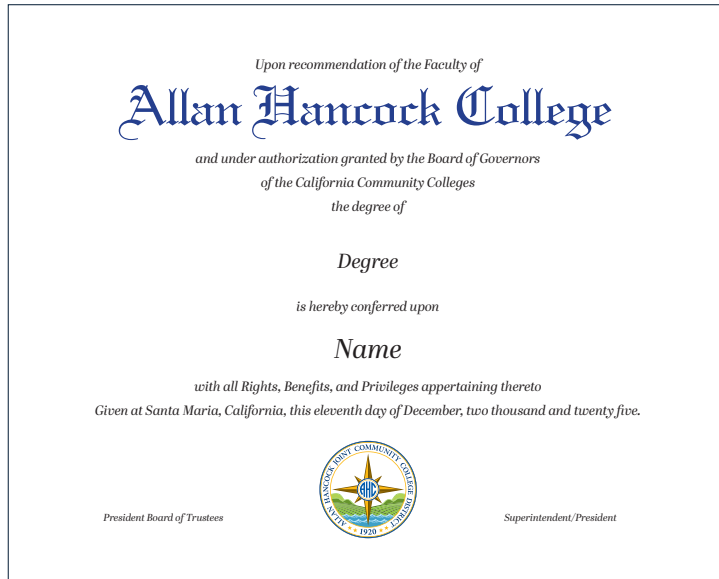 Upon recommendation of the Faculty of
Allan Hancock College
and under authorization granted by the Board of Governors
of the California Community Colleges
the degree of
Degree
is hereby conferred upon
Name
with all Rights, Benefits, and Privileges appertaining thereto
Given at Santa Maria, California, this eleventh day of December, two thousand and twenty five.
ALLAN HANCOCK JOINT COMMUNITY COLLEGE DISTRICT
AHC
1920
President Board of Trustees
Superintendent/President